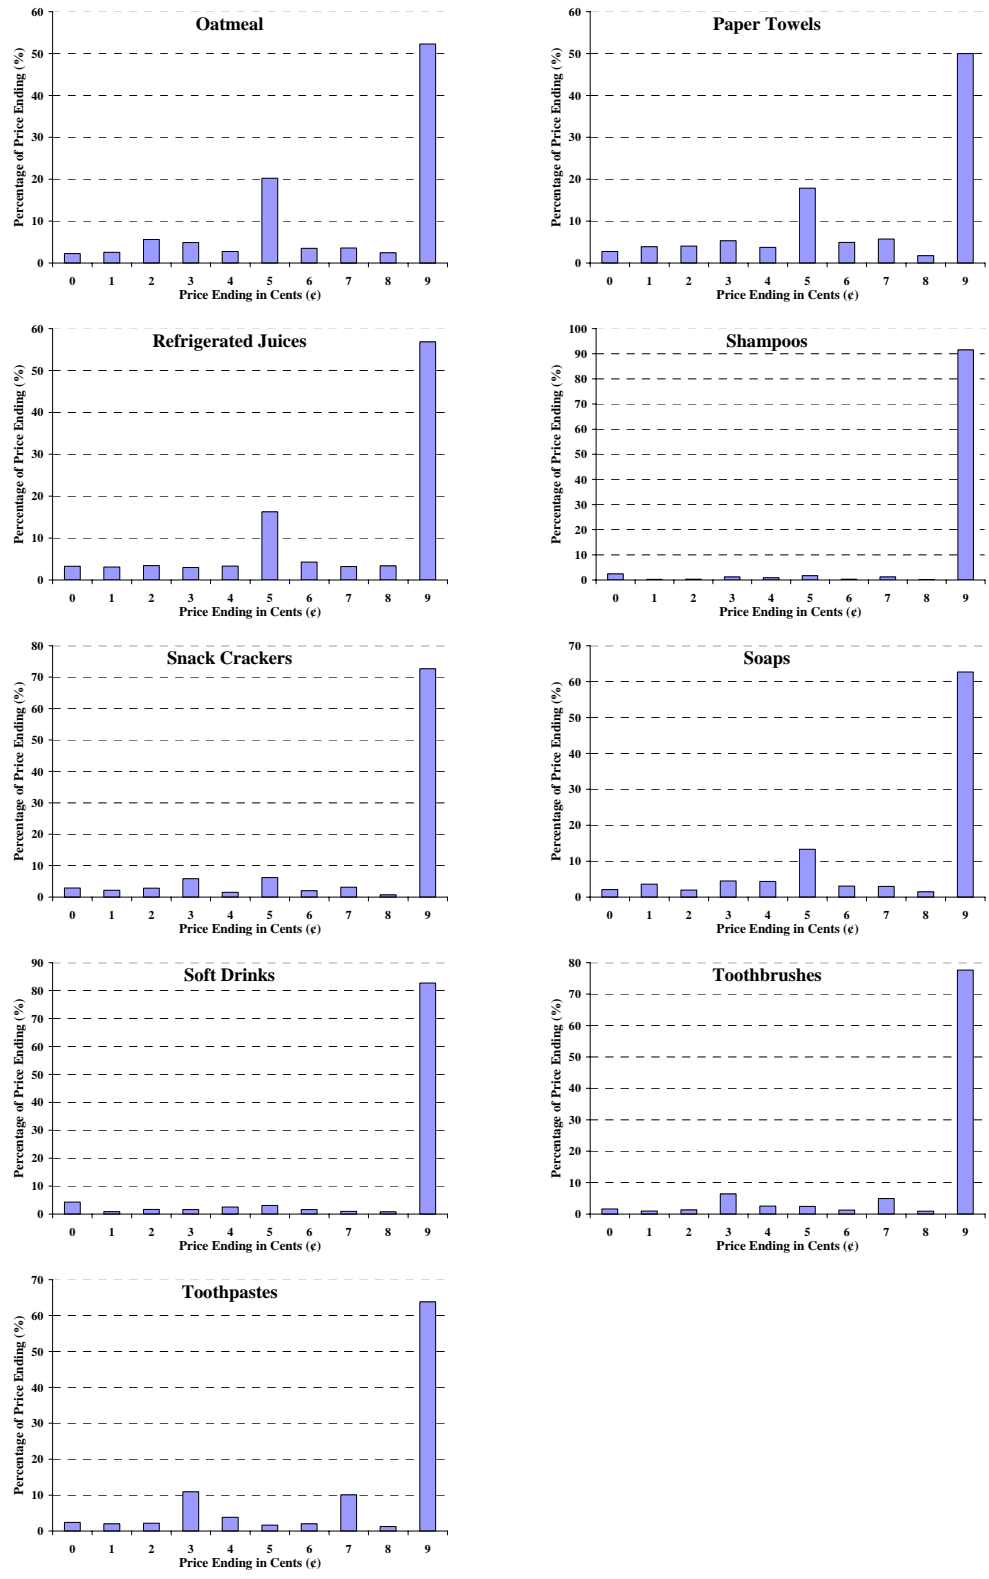 Oatmeal
Percentage of Price Ending (%)
60
50
40
30
20
10
0
0 1 2 3 4 5 6 7 8 9
Price Ending in Cents (¢)
Paper Towels
Percentage of Price Ending (%)
60
50
40
30
20
10
0
0 1 2 3 4 5 6 7 8 9
Price Ending in Cents (¢)
Refrigerated Juices
Percentage of Price Ending (%)
60
50
40
30
20
10
0
0 1 2 3 4 5 6 7 8 9
Price Ending in Cents (¢)
Shampoos
Percentage of Price Ending (%)
100
90
80
70
60
50
40
30
20
10
0
0 1 2 3 4 5 6 7 8 9
Price Ending in Cents (¢)
Snack Crackers
Percentage of Price Ending (%)
80
70
60
50
40
30
20
10
0
0 1 2 3 4 5 6 7 8 9
Price Ending in Cents (¢)
Soaps
Percentage of Price Ending (%)
70
60
50
40
30
20
10
0
0 1 2 3 4 5 6 7 8 9
Price Ending in Cents (¢)
Soft Drinks
Percentage of Price Ending (%)
90
80
70
60
50
40
30
20
10
0
0 1 2 3 4 5 6 7 8 9
Price Ending in Cents (¢)
Toothbrushes
Percentage of Price Ending (%)
80
70
60
50
40
30
20
10
0
0 1 2 3 4 5 6 7 8 9
Price Ending in Cents (¢)
Toothpastes
Percentage of Price Ending (%)
70
60
50
40
30
20
10
0
0 1 2 3 4 5 6 7 8 9
Price Ending in Cents (¢)